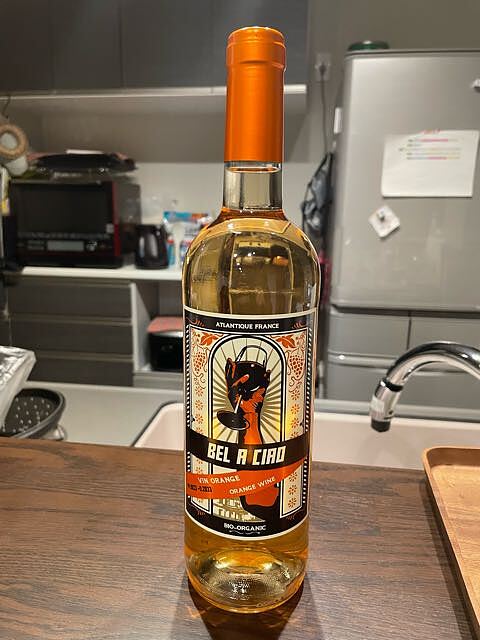 ATLANTIQUE FRANCE
BEL A CIAO
VIN ORANGE
ORANGE WINE
BIO-ORGANIC